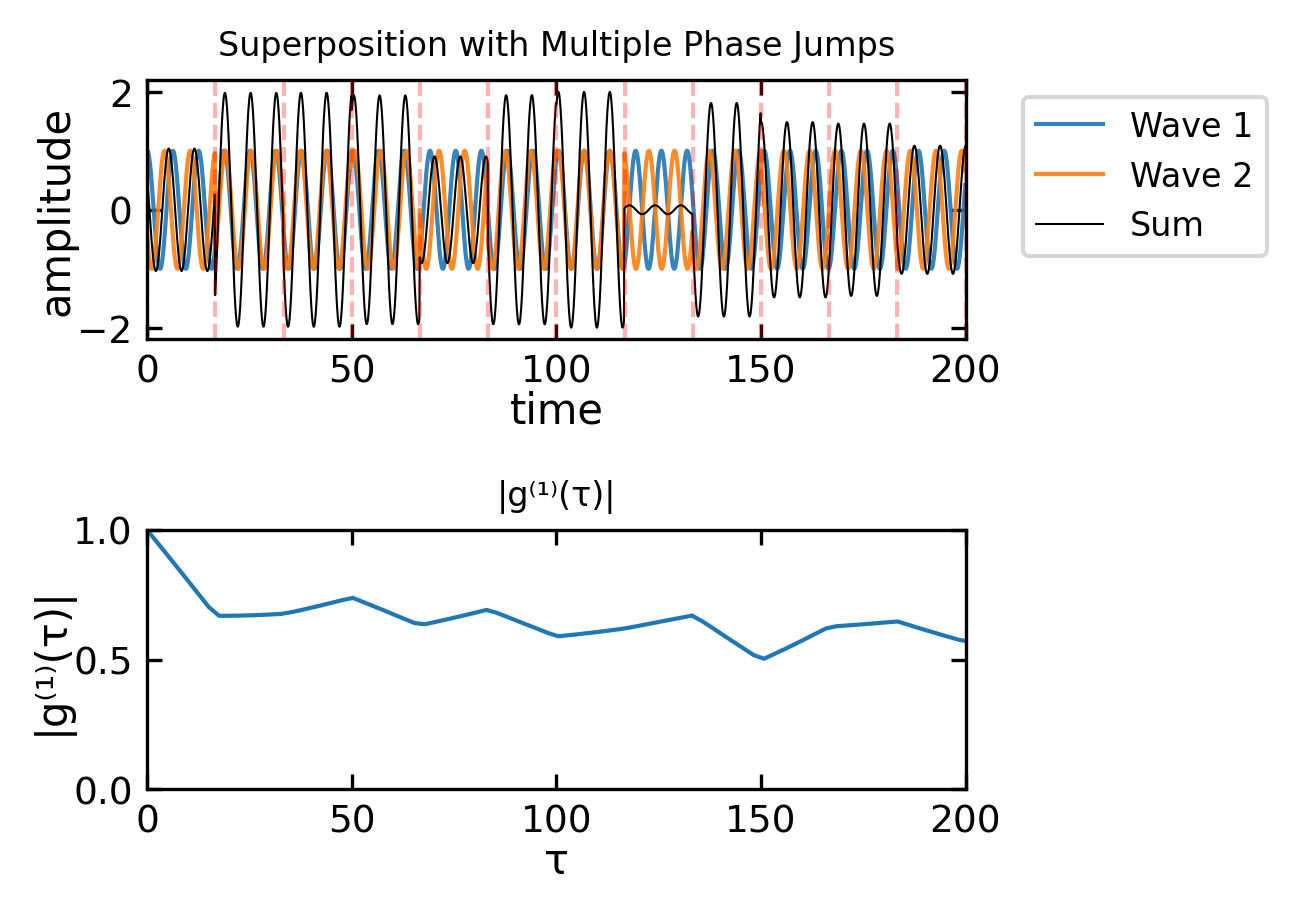 Superposition with Multiple Phase Jumps
2
0
−2
amplitude
0 50 100 150 200
time
Wave 1
Wave 2
Sum
|g⁽¹⁾(τ)|
1.0
0.5
0.0
|g⁽¹⁾(τ)|
0 50 100 150 200
τ